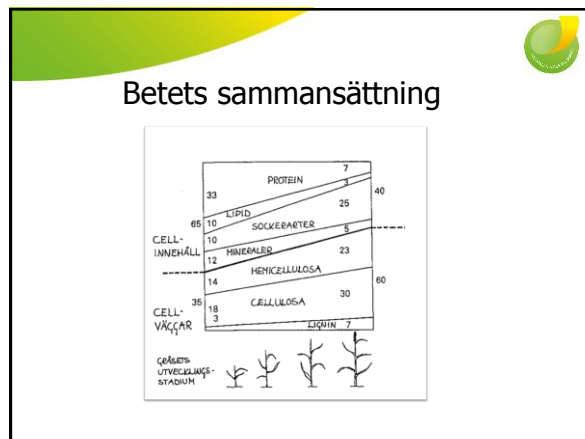 Betets sammansättning
7
PROTEIN
3
33
40
LIPID
25
65
10
SOCKERARTER
10
5
CELL-
INNEHÅLL
MINERALER
12
23
HEMICELLULOSA
14
60
35
CELLULOSA
30
18
CELL-
VÄGGAR
3
LIGNIN
7
GRÄSETS
UTVECKLINGS-
STADIUM